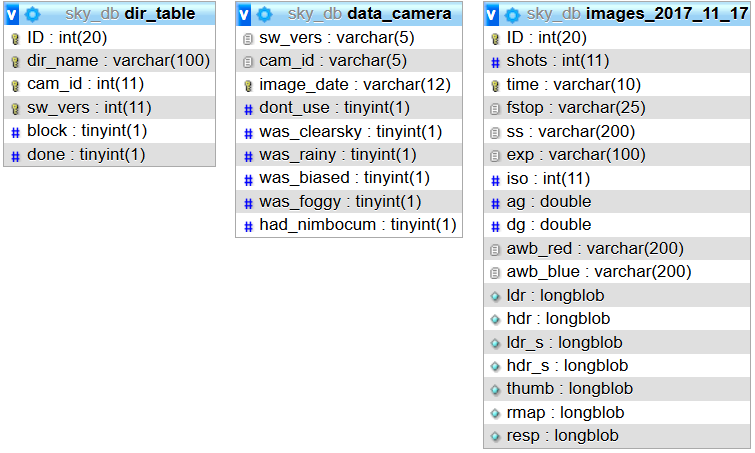 v sky_db dir_table
ID : int(20)
dir_name : varchar(100)
cam_id : int(11)
sw_vers : int(11)
# block : tinyint(1)
# done : tinyint(1)
v sky_db data_camera
sw_vers : varchar(5)
cam_id : varchar(5)
image_date : varchar(12)
# dont_use : tinyint(1)
# was_clearsky : tinyint(1)
# was_rainy : tinyint(1)
# was_biased : tinyint(1)
# was_foggy : tinyint(1)
# had_nimbocum : tinyint(1)
v sky_db images_2017_11_17
ID : int(20)
# shots : int(11)
time : varchar(10)
fstop : varchar(25)
ss : varchar(200)
exp : varchar(100)
# iso : int(11)
# ag : double
# dg : double
awb_red : varchar(200)
awb_blue : varchar(200)
ldr : longblob
hdr : longblob
ldr_s : longblob
hdr_s : longblob
thumb : longblob
rmap : longblob
resp : longblob